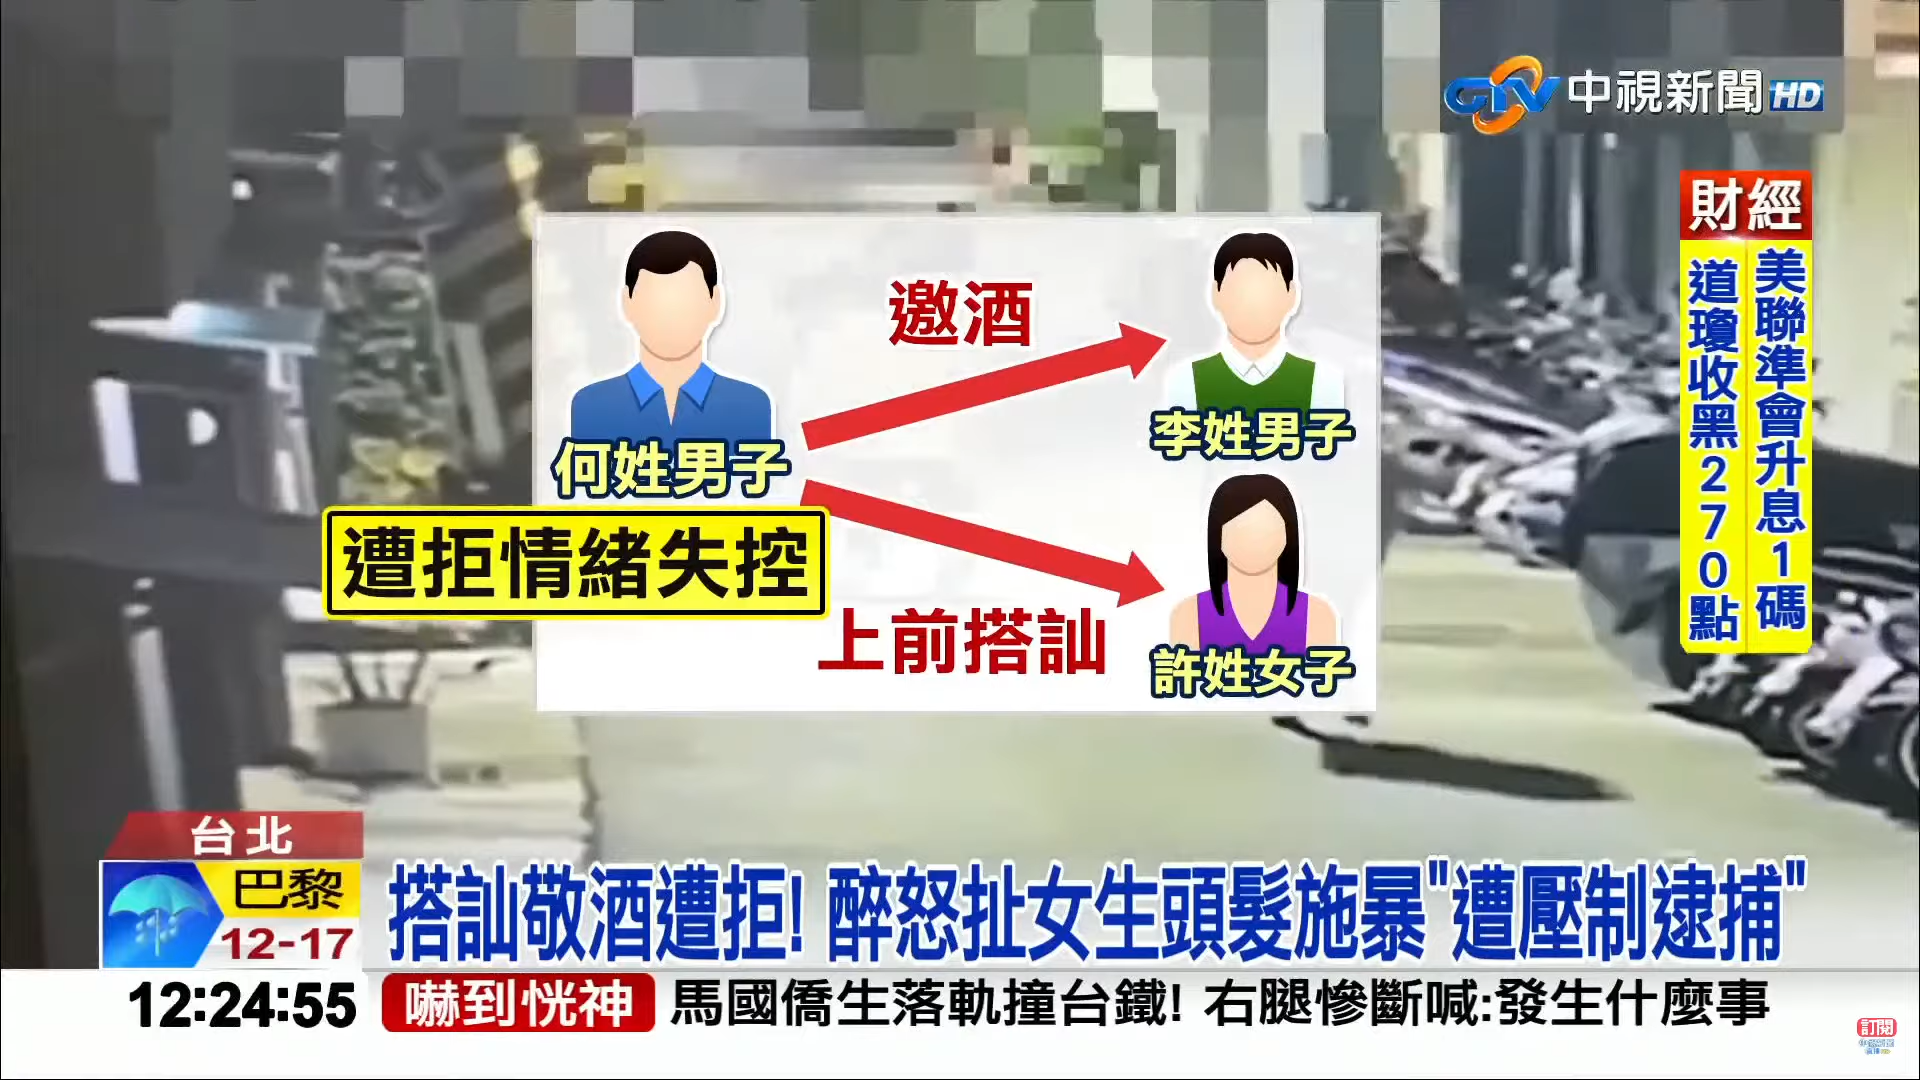 CTV 中視新聞 HD
財經
美聯準會升息1碼
道瓊收黑270點
邀酒
何姓男子
李姓男子
遭拒情緒失控
上前搭訕
許姓女子
台北
巴黎
12-17
搭訕敬酒遭拒! 醉怒扯女生頭髮施暴"遭壓制逮捕"
12:24:55
嚇到恍神
馬國僑生落軌撞台鐵! 右腿慘斷喊:發生什麼事
訂閱